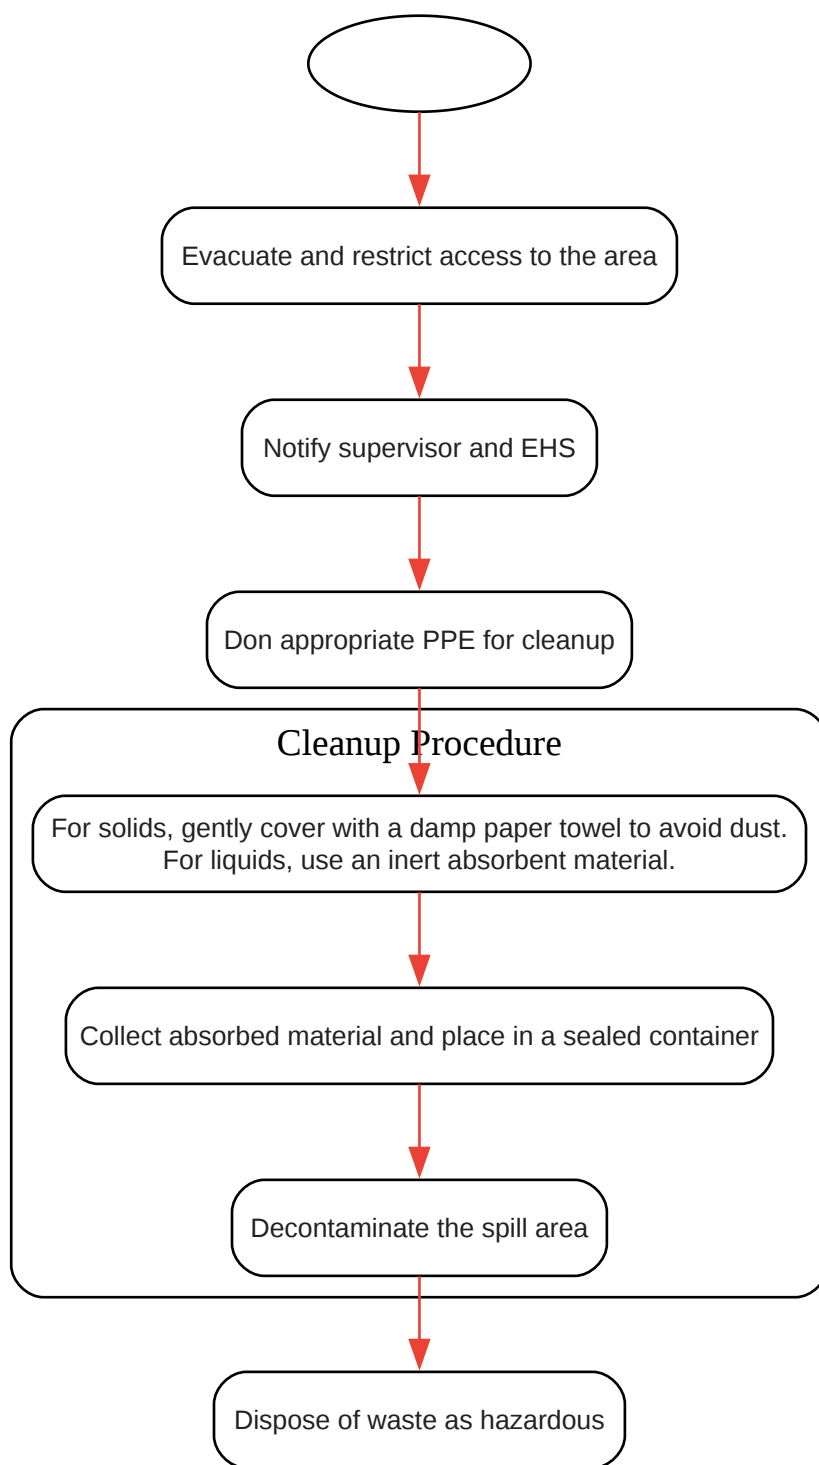 Evacuate and restrict access to the area
Notify supervisor and EHS
Don appropriate PPE for cleanup
Cleanup Procedure
For solids, gently cover with a damp paper towel to avoid dust.
For liquids, use an inert absorbent material.
Collect absorbed material and place in a sealed container
Decontaminate the spill area
Dispose of waste as hazardous